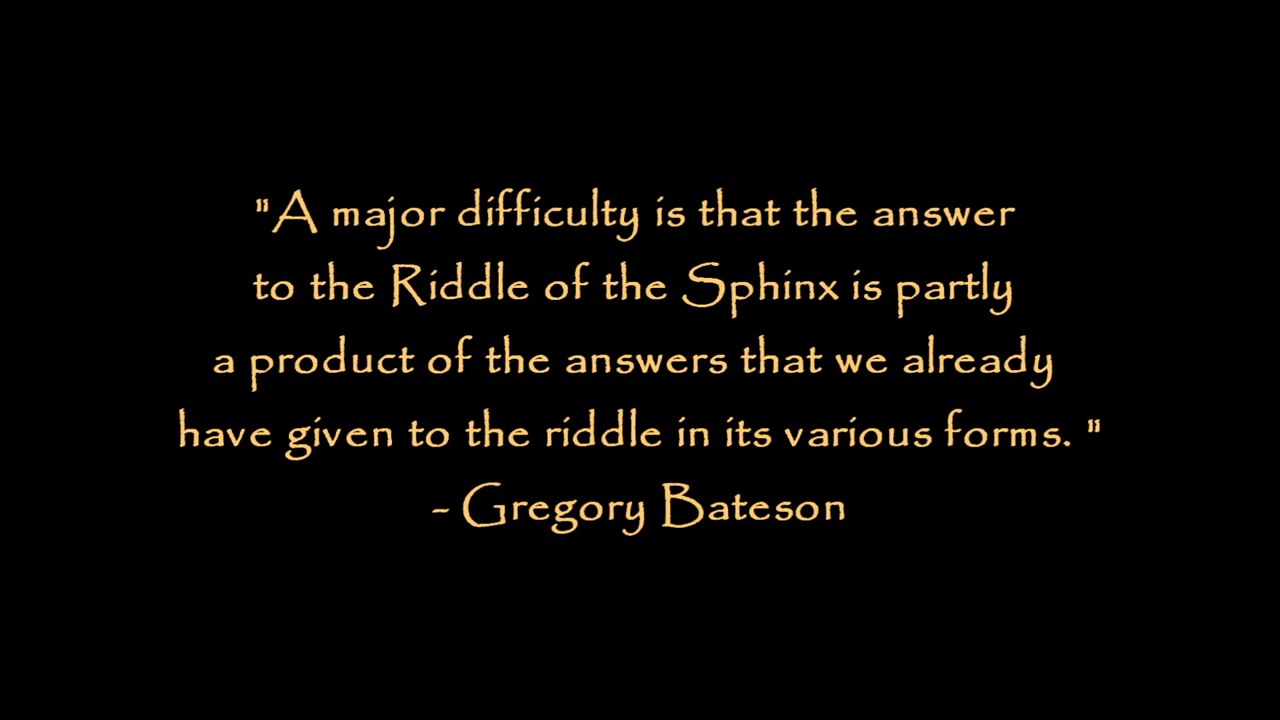 "A major difficulty is that the answer
to the Riddle of the Sphinx is partly
a product of the answers that we already
have given to the riddle in its various forms. "
- Gregory Bateson